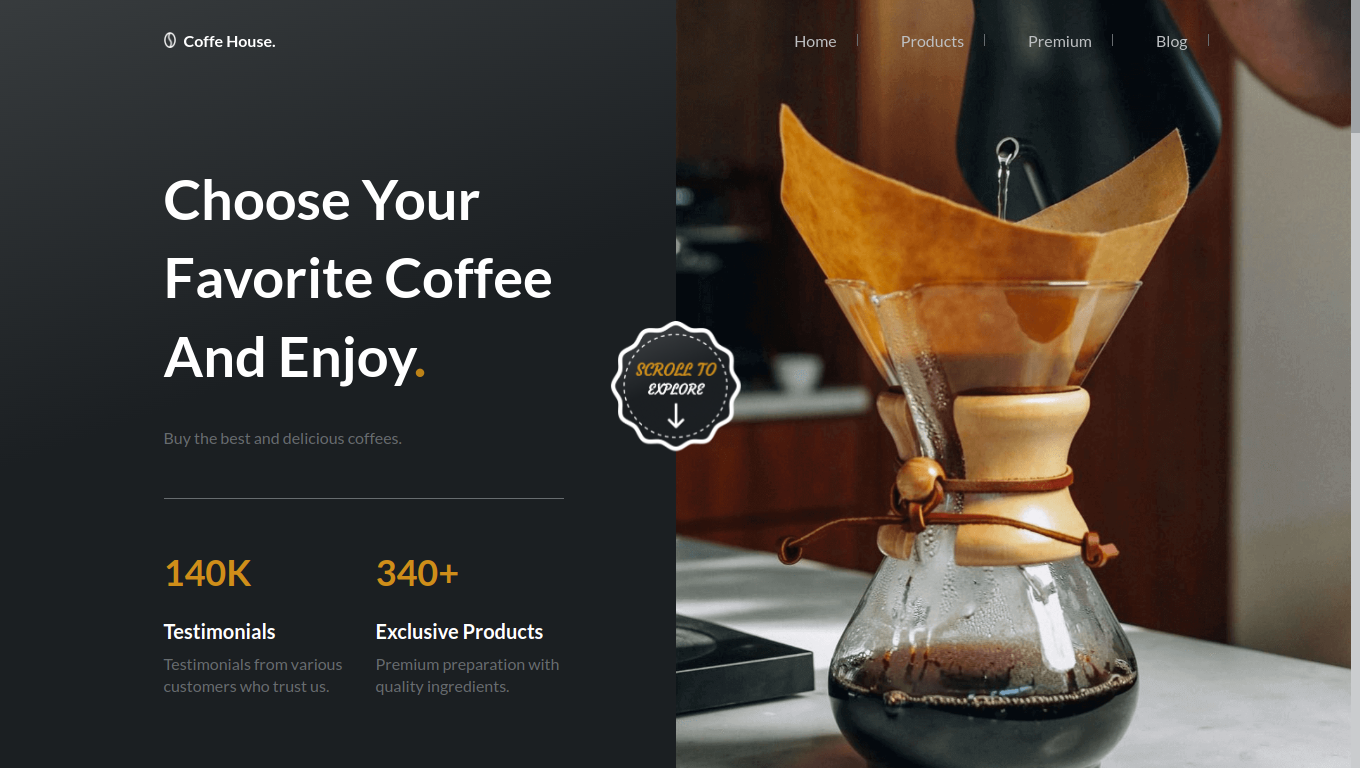 Coffe House.
Home
Products
Premium
Blog
Choose Your
Favorite Coffee
And Enjoy.
Buy the best and delicious coffees.
SCROLL TO
EXPLORE
140K
Testimonials
Testimonials from various
customers who trust us.
340+
Exclusive Products
Premium preparation with
quality ingredients.